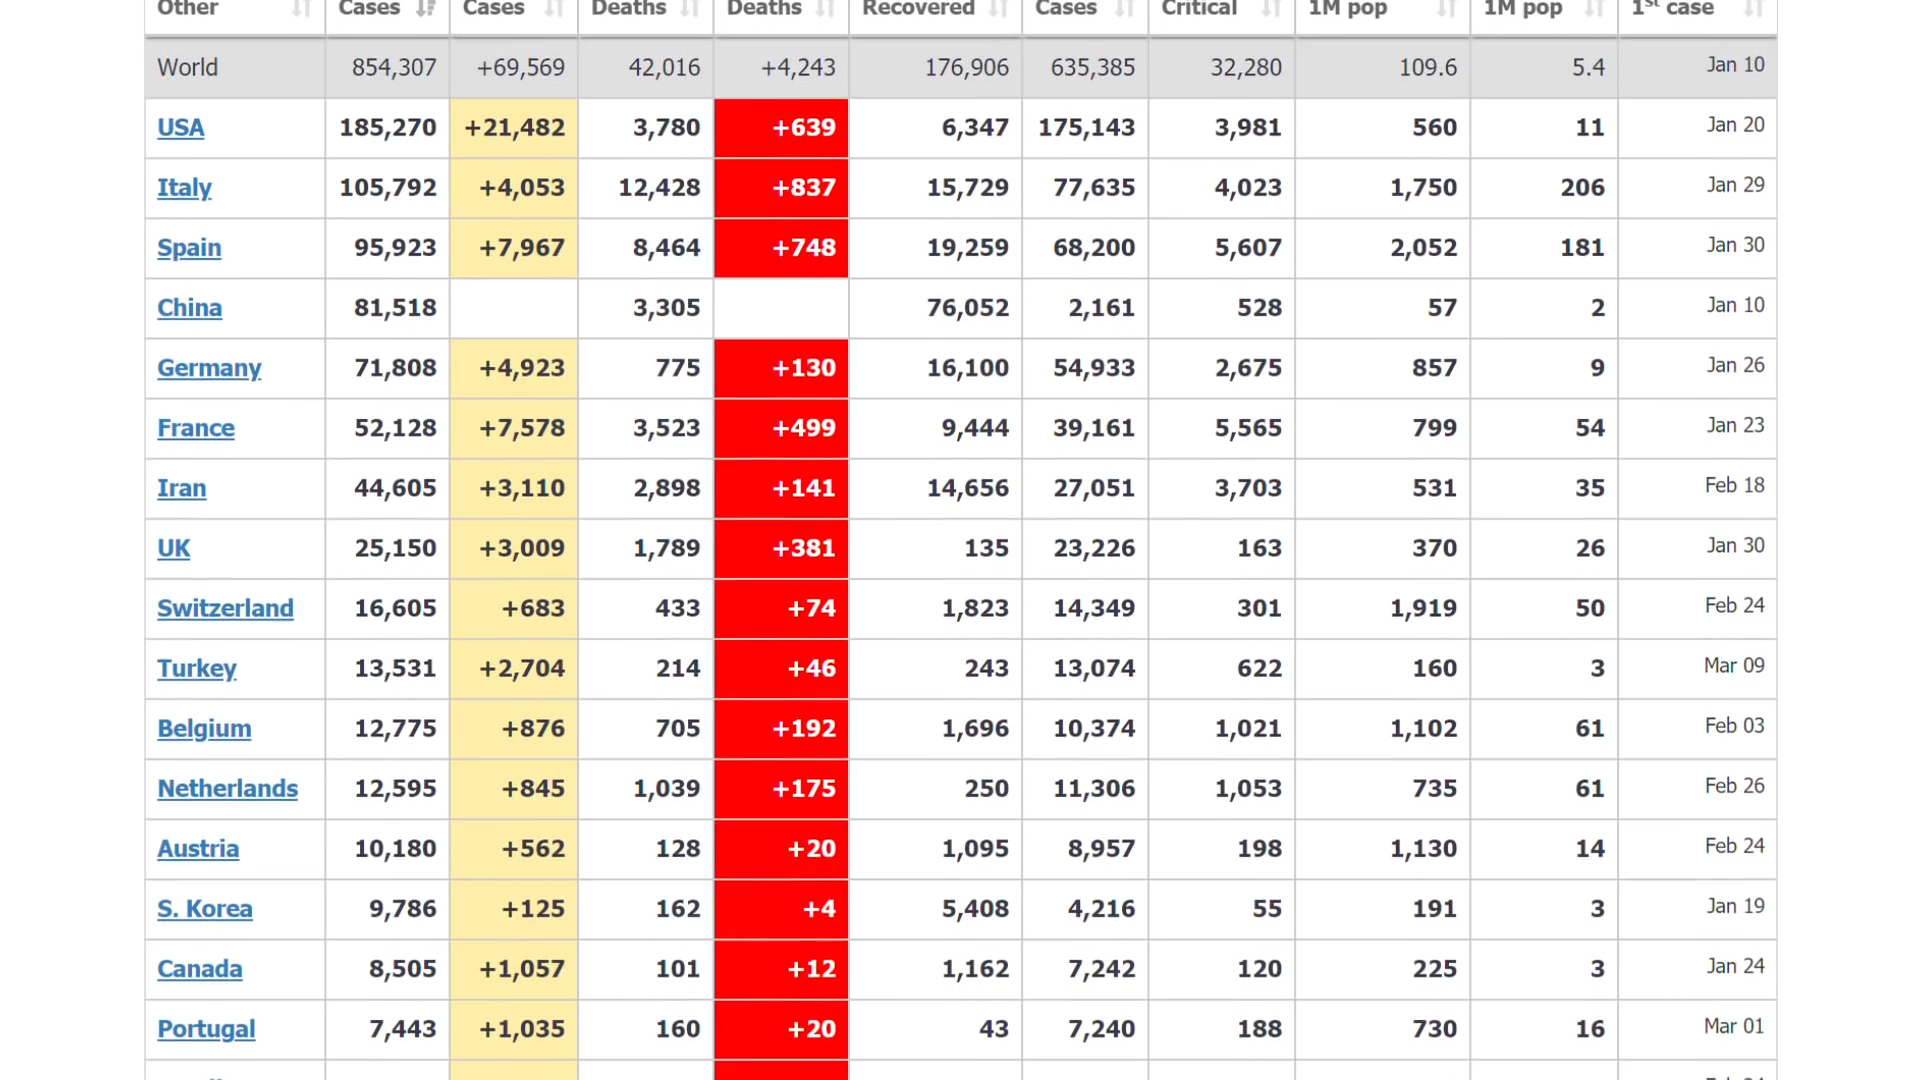 Other Cases Cases Deaths Deaths Recovered Cases Critical 1M pop 1M pop 1st case
World 854,307 +69,569 42,016 +4,243 176,906 635,385 32,280 109.6 5.4 Jan 10
USA 185,270 +21,482 3,780 +639 6,347 175,143 3,981 560 11 Jan 20
Italy 105,792 +4,053 12,428 +837 15,729 77,635 4,023 1,750 206 Jan 29
Spain 95,923 +7,967 8,464 +748 19,259 68,200 5,607 2,052 181 Jan 30
China 81,518 3,305 76,052 2,161 528 57 2 Jan 10
Germany 71,808 +4,923 775 +130 16,100 54,933 2,675 857 9 Jan 26
France 52,128 +7,578 3,523 +499 9,444 39,161 5,565 799 54 Jan 23
Iran 44,605 +3,110 2,898 +141 14,656 27,051 3,703 531 35 Feb 18
UK 25,150 +3,009 1,789 +381 135 23,226 163 370 26 Jan 30
Switzerland 16,605 +683 433 +74 1,823 14,349 301 1,919 50 Feb 24
Turkey 13,531 +2,704 214 +46 243 13,074 622 160 3 Mar 09
Belgium 12,775 +876 705 +192 1,696 10,374 1,021 1,102 61 Feb 03
Netherlands 12,595 +845 1,039 +175 250 11,306 1,053 735 61 Feb 26
Austria 10,180 +562 128 +20 1,095 8,957 198 1,130 14 Feb 24
S. Korea 9,786 +125 162 +4 5,408 4,216 55 191 3 Jan 19
Canada 8,505 +1,057 101 +12 1,162 7,242 120 225 3 Jan 24
Portugal 7,443 +1,035 160 +20 43 7,240 188 730 16 Mar 01